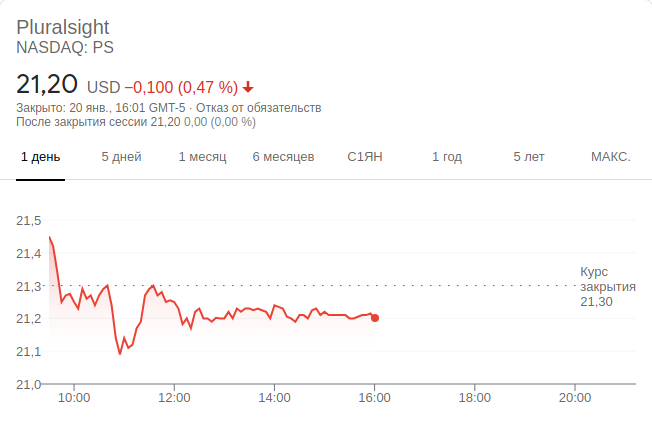 Pluralsight
NASDAQ: PS
21,20 USD −0,100 (0,47 %)
Закрыто: 20 янв., 16:01 GMT-5 · Отказ от обязательств
После закрытия сессии 21,20 0,00 (0,00 %)
1 день 5 дней 1 месяц 6 месяцев С1ЯН 1 год 5 лет МАКС.
21,5
21,4
21,3
21,2
21,1
21,0
Курс
закрытия
21,30
10:00 12:00 14:00 16:00 18:00 20:00